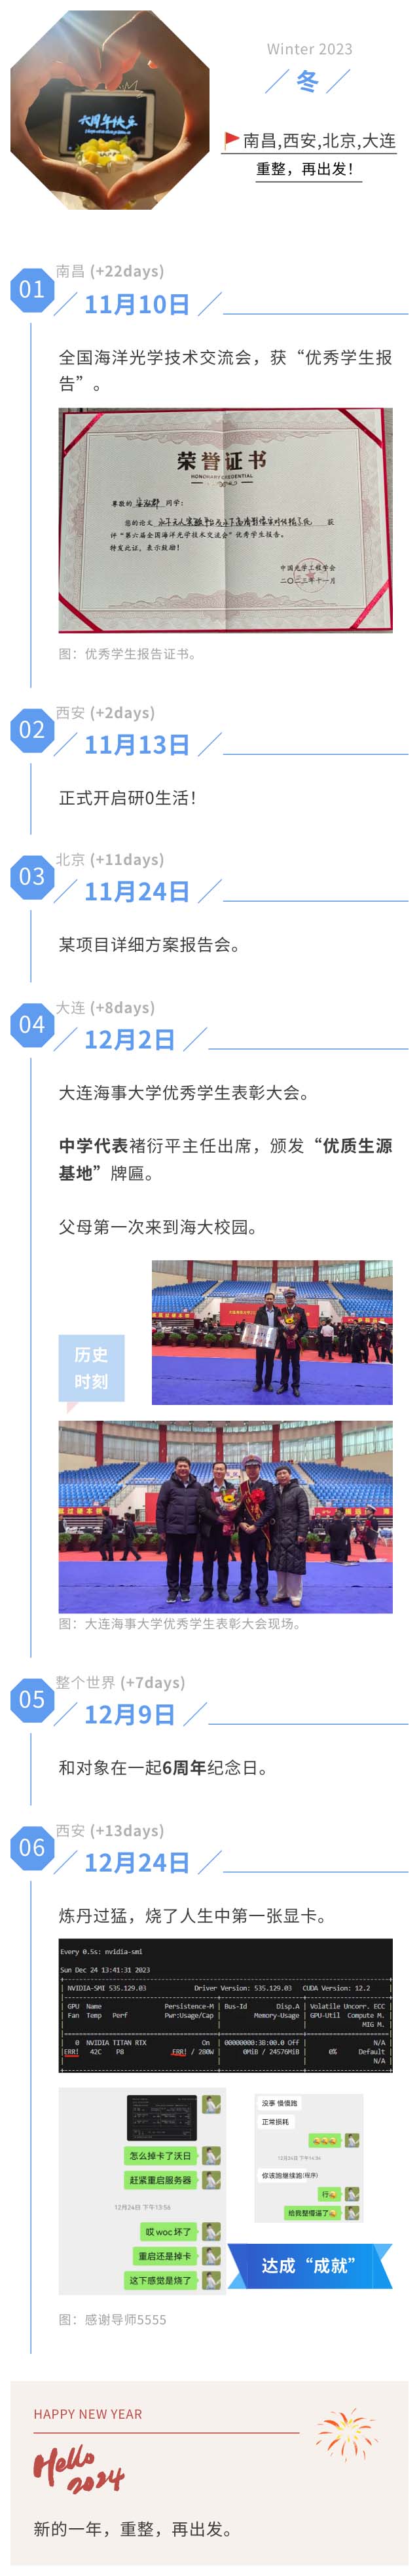 六周年快乐
Winter 2023
冬
南昌,西安,北京,大连
重整，再出发！
01
南昌 (+22days)
11月10日
全国海洋光学技术交流会，获“优秀学生报
告”。
荣誉证书
HONORARY CREDENTIAL
同学：
评“第六届全国海洋光学技术交流会”优秀学生报告。
特发此证，表示鼓励！
中国光学工程学会
二〇二三年十一月
图：优秀学生报告证书。
02
西安 (+2days)
11月13日
正式开启研0生活！
03
北京 (+11days)
11月24日
某项目详细方案报告会。
04
大连 (+8days)
12月2日
大连海事大学优秀学生表彰大会。
中学代表褚衍平主任出席，颁发“优质生源
基地”牌匾。
父母第一次来到海大校园。
历史
时刻
图：大连海事大学优秀学生表彰大会现场。
05
整个世界 (+7days)
12月9日
和对象在一起6周年纪念日。
06
西安 (+13days)
12月24日
炼丹过猛，烧了人生中第一张显卡。
Every 0.5s: nvidia-smi
Sun Dec 24 13:41:31 2023
NVIDIA-SMI 535.129.03 Driver Version: 535.129.03 CUDA Version: 12.2
GPU Name Persistence-M | Bus-Id Disp.A | Volatile Uncorr. ECC
Fan Temp Perf Pwr:Usage/Cap | Memory-Usage | GPU-Util Compute M.
MIG M.
0 NVIDIA TITAN RTX On | 00000000:3B:00.0 Off | N/A
ERR! 42C P8 ERR! / 280W | 0MiB / 24576MiB | 0% Default
N/A
怎么掉卡了沃日
赶紧重启服务器
12月24日 下午13:56
哎 woc 坏了
重启还是掉卡
这下感觉是烧了
没事 慢慢跑
正常损耗
12月24日 下午14:34
你该跑继续跑(程序)
行
给我整懵逼了
达成“成就”
图：感谢导师5555
HAPPY NEW YEAR
Hello
2024
新的一年，重整，再出发。